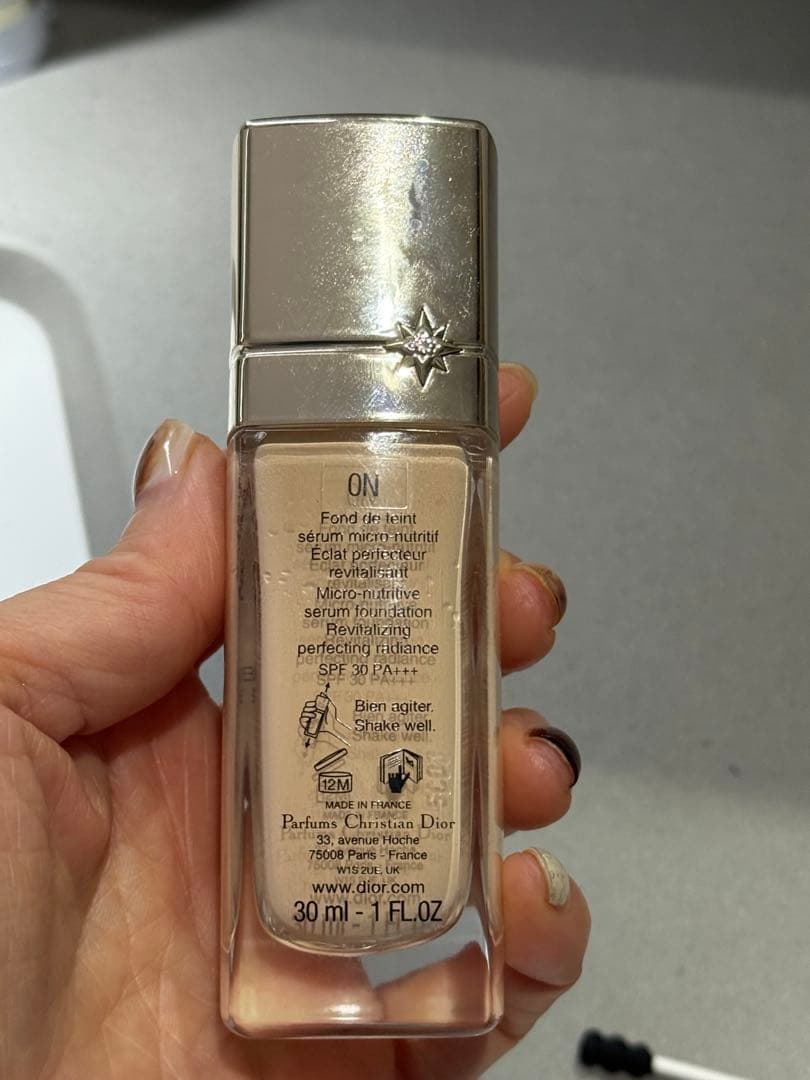 0N
Fond de teint
sérum micro-nutritif
Éclat perfecteur
revitalisant
Micro-nutritive
serum foundation
Revitalizing
perfecting radiance
SPF 30 PA+++
Bien agiter.
Shake well.
12M
MADE IN FRANCE
Parfums Christian Dior
33, avenue Hoche
75008 Paris - France
W1S 2UE, UK
www.dior.com
30 ml - 1 FL.OZ